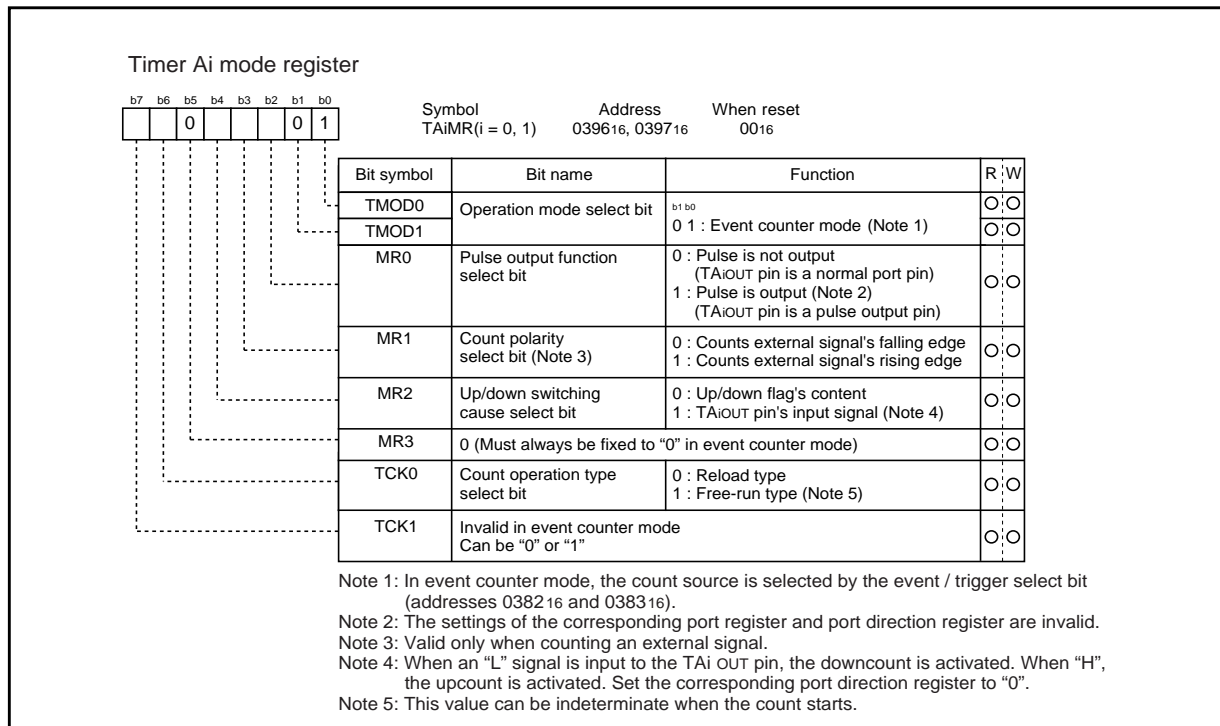 Timer Ai mode register
b7 b6 b5 b4 b3 b2 b1 b0
0 0 1
Symbol Address When reset
TAiMR(i = 0, 1) 039616, 039716 0016
Bit symbol Bit name Function R W
TMOD0 Operation mode select bit b1 b0
TMOD1 0 1 : Event counter mode (Note 1)
MR0 Pulse output function 0 : Pulse is not output
select bit (TAiOUT pin is a normal port pin)
1 : Pulse is output (Note 2)
(TAiOUT pin is a pulse output pin)
MR1 Count polarity 0 : Counts external signal's falling edge
select bit (Note 3) 1 : Counts external signal's rising edge
MR2 Up/down switching 0 : Up/down flag's content
cause select bit 1 : TAiOUT pin's input signal (Note 4)
MR3 0 (Must always be fixed to “0” in event counter mode)
TCK0 Count operation type 0 : Reload type
select bit 1 : Free-run type (Note 5)
TCK1 Invalid in event counter mode
Can be “0” or “1”
Note 1: In event counter mode, the count source is selected by the event / trigger select bit
(addresses 038216 and 038316).
Note 2: The settings of the corresponding port register and port direction register are invalid.
Note 3: Valid only when counting an external signal.
Note 4: When an “L” signal is input to the TAi OUT pin, the downcount is activated. When “H”,
the upcount is activated. Set the corresponding port direction register to “0”.
Note 5: This value can be indeterminate when the count starts.